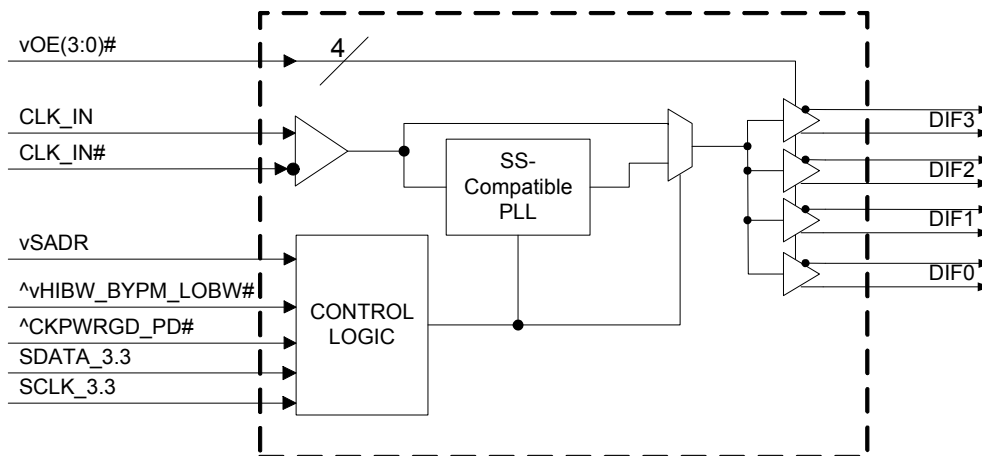 vOE(3:0)#
4
CLK_IN
CLK_IN#
SS-
Compatible
PLL
DIF3
DIF2
DIF1
DIF0
vSADR
^vHIBW_BYPM_LOBW#
^CKPWRGD_PD#
SDATA_3.3
SCLK_3.3
CONTROL
LOGIC